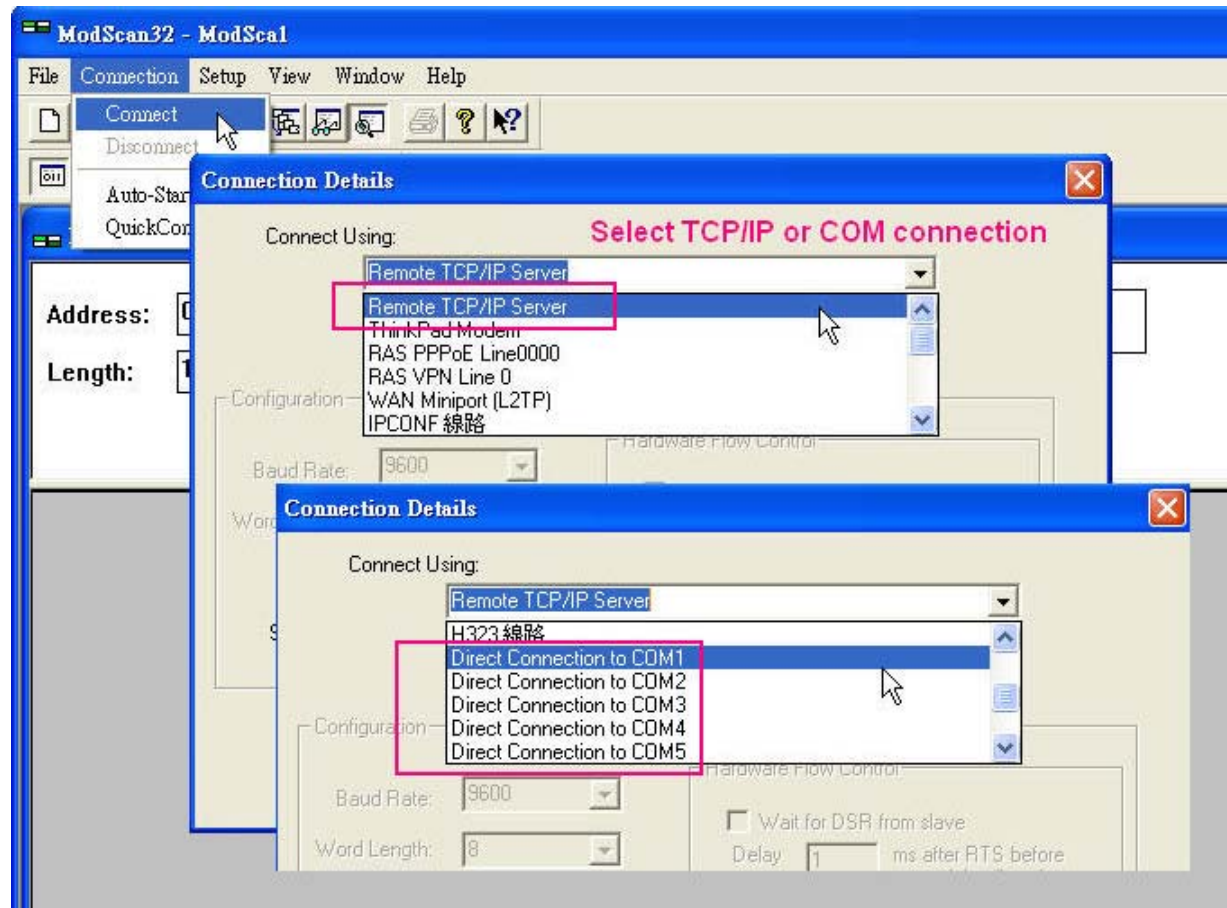 ModScan32 - ModSca1
File Connection Setup View Window Help
Connect
Disconnect
Auto-Star
QuickCon
Connection Details
Connect Using:
Select TCP/IP or COM connection
Remote TCP/IP Server
Remote TCP/IP Server
ThinkPad Modem
RAS PPPoE Line0000
RAS VPN Line 0
WAN Miniport (L2TP)
IPCONF 線路
Address:
Length:
Configuration
Hardware Flow Control
Baud Rate: 9600
Connection Details
Connect Using:
Remote TCP/IP Server
H323 線路
Direct Connection to COM1
Direct Connection to COM2
Direct Connection to COM3
Direct Connection to COM4
Direct Connection to COM5
Configuration
Hardware Flow Control
Baud Rate: 9600
Wait for DSR from slave
Word Length: 8
Delay 1 ms after RTS before